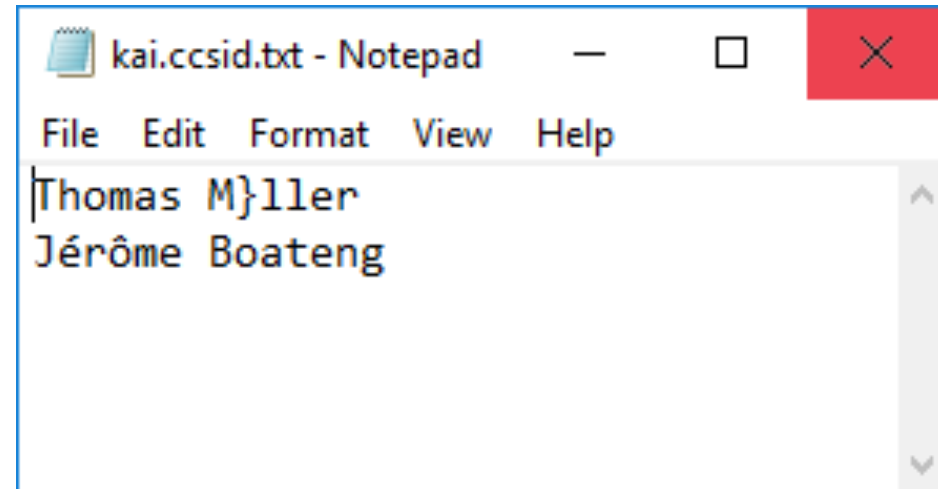 kai.ccsid.txt - Notepad
File Edit Format View Help
Thomas M}ller
Jérôme Boateng